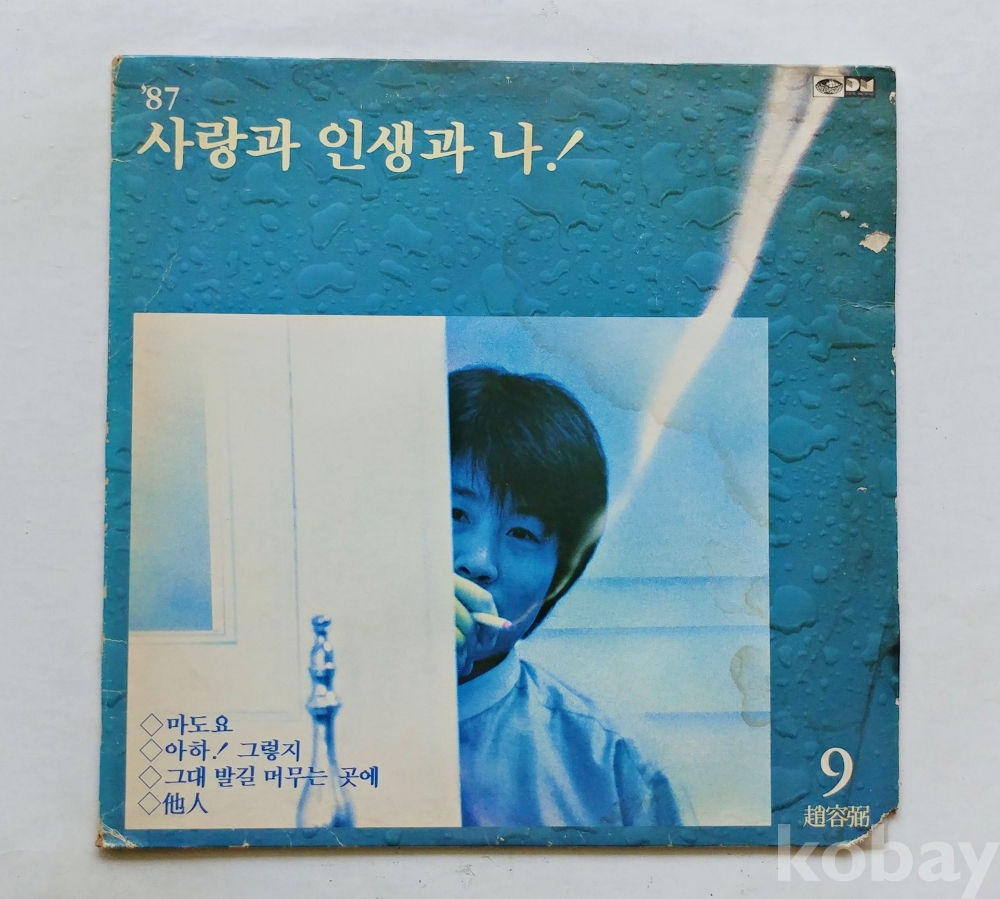 '87
사랑과 인생과 나!
◇마도요
◇아하! 그렇지
◇그대 발길 머무는 곳에
◇他人
9
趙容弼
kobay